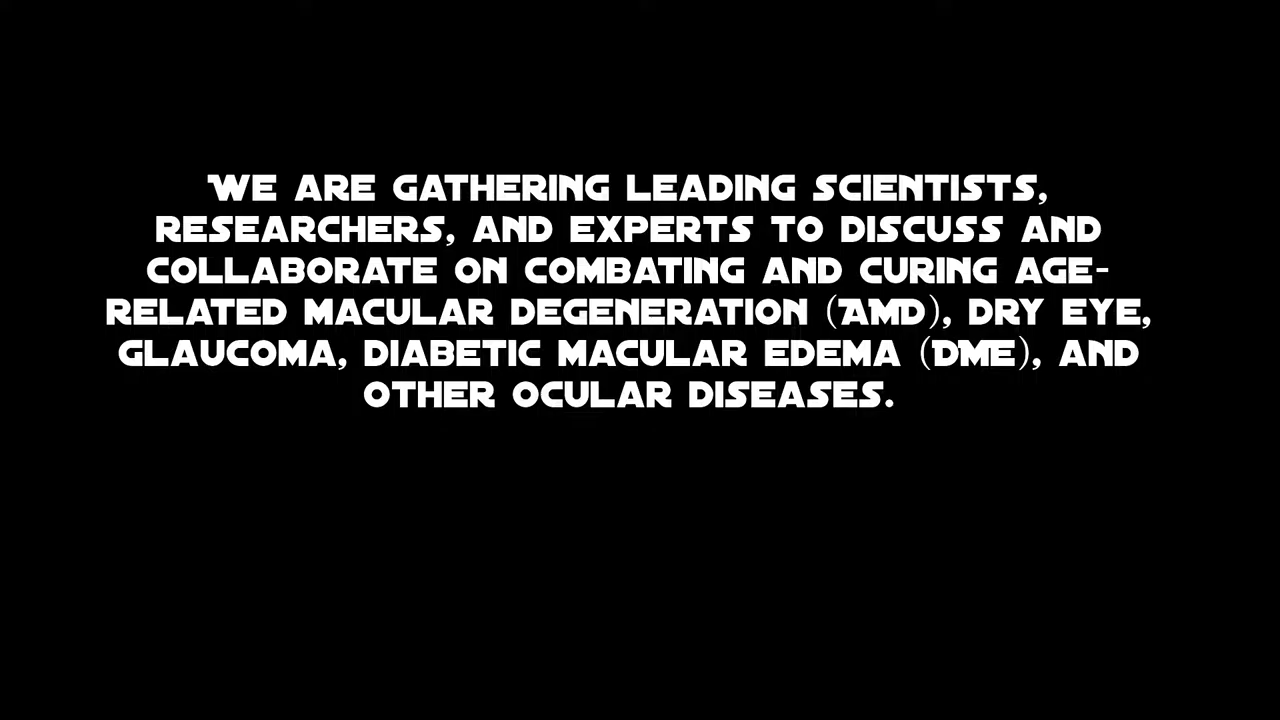 We are gathering leading scientists,
researchers, and experts to discuss and
collaborate on combating and curing age-
related macular degeneration (AMD), dry eye,
glaucoma, diabetic macular edema (DME), and
other ocular diseases.